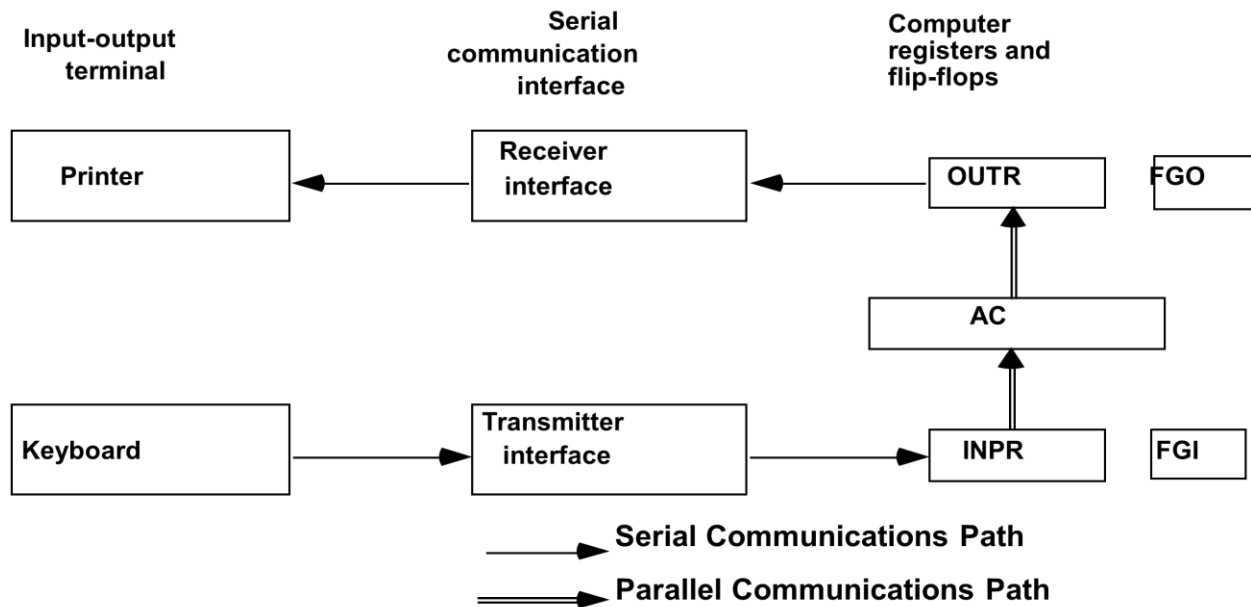 Input-output
terminal
Serial
communication
interface
Computer
registers and
flip-flops
Printer
Receiver
interface
OUTR
FGO
AC
Keyboard
Transmitter
interface
INPR
FGI
Serial Communications Path
Parallel Communications Path